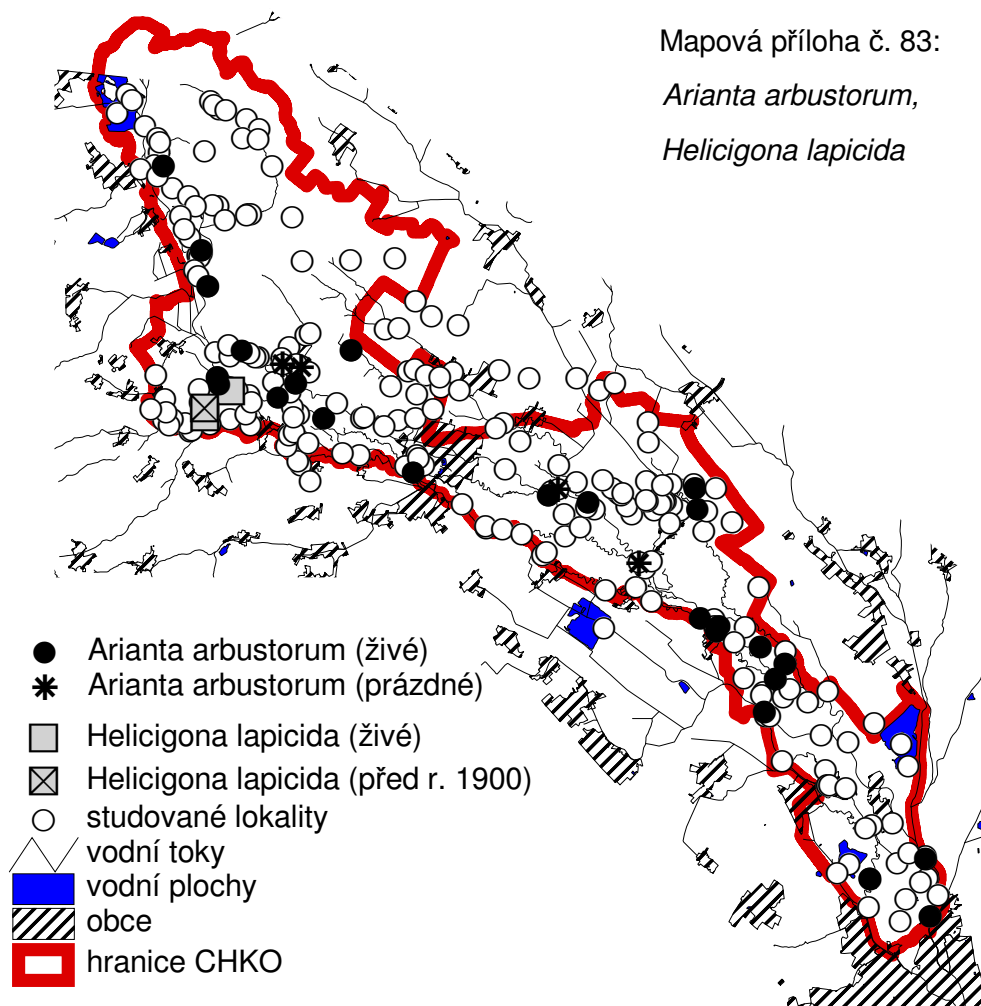 Mapová příloha č. 83:
Arianta arbustorum,
Helicigona lapicida
Arianta arbustorum (živé)
Arianta arbustorum (prázdné)
Helicigona lapicida (živé)
Helicigona lapicida (před r. 1900)
studované lokality
vodní toky
vodní plochy
obce
hranice CHKO